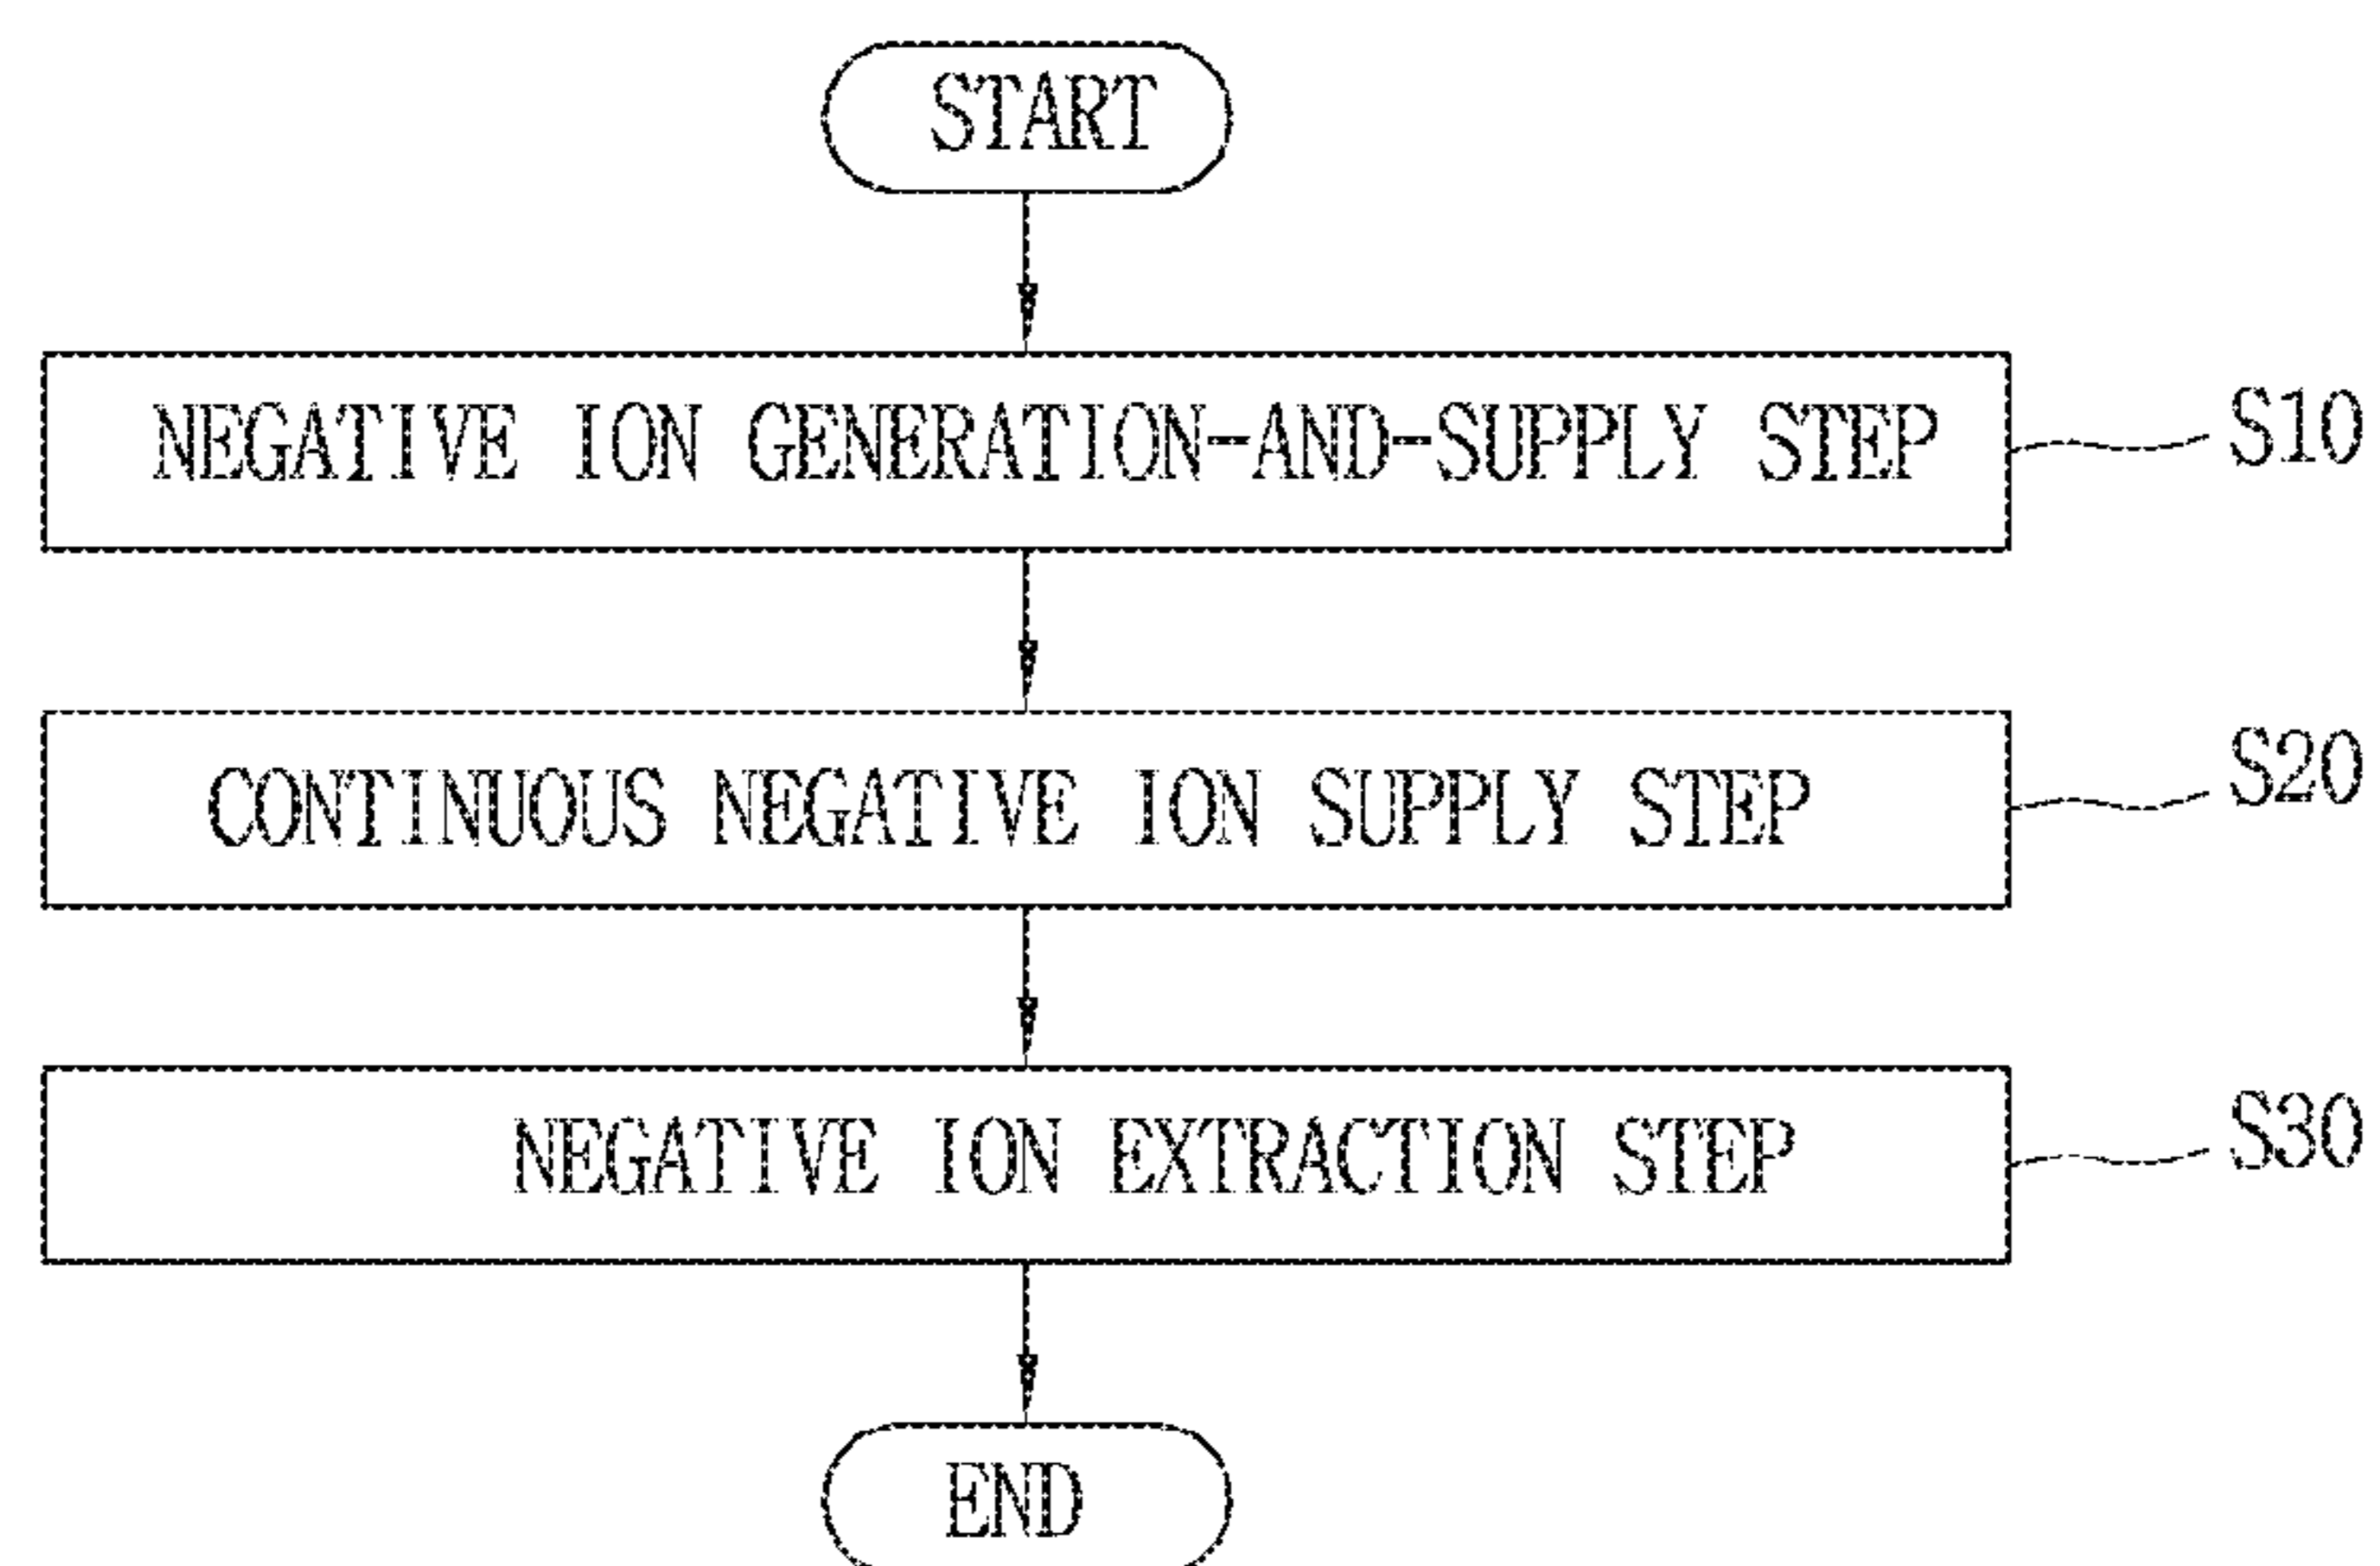 START
NEGATIVE ION GENERATION-AND-SUPPLY STEP
S10
CONTINUOUS NEGATIVE ION SUPPLY STEP
S20
NEGATIVE ION EXTRACTION STEP
S30
END